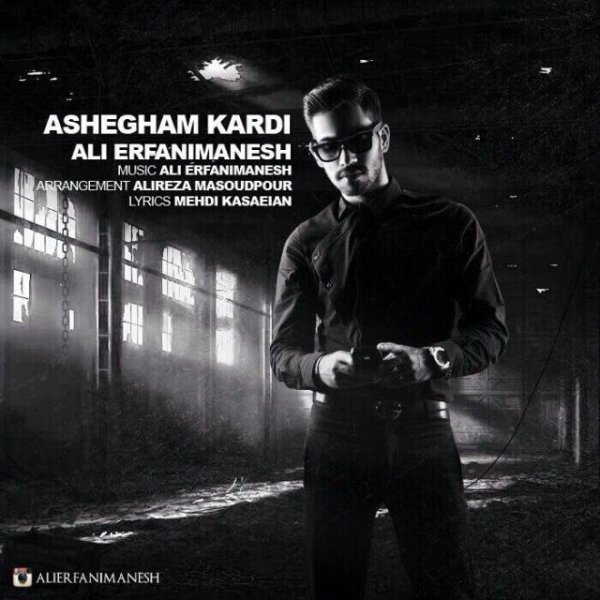 ASHEGHAM KARDI
ALI ERFANIMANESH
MUSIC ALI ERFANIMANESH
ARRANGEMENT ALIREZA MASOUDPOUR
LYRICS MEHDI KASAEIAN
ALIERFANIMANESH